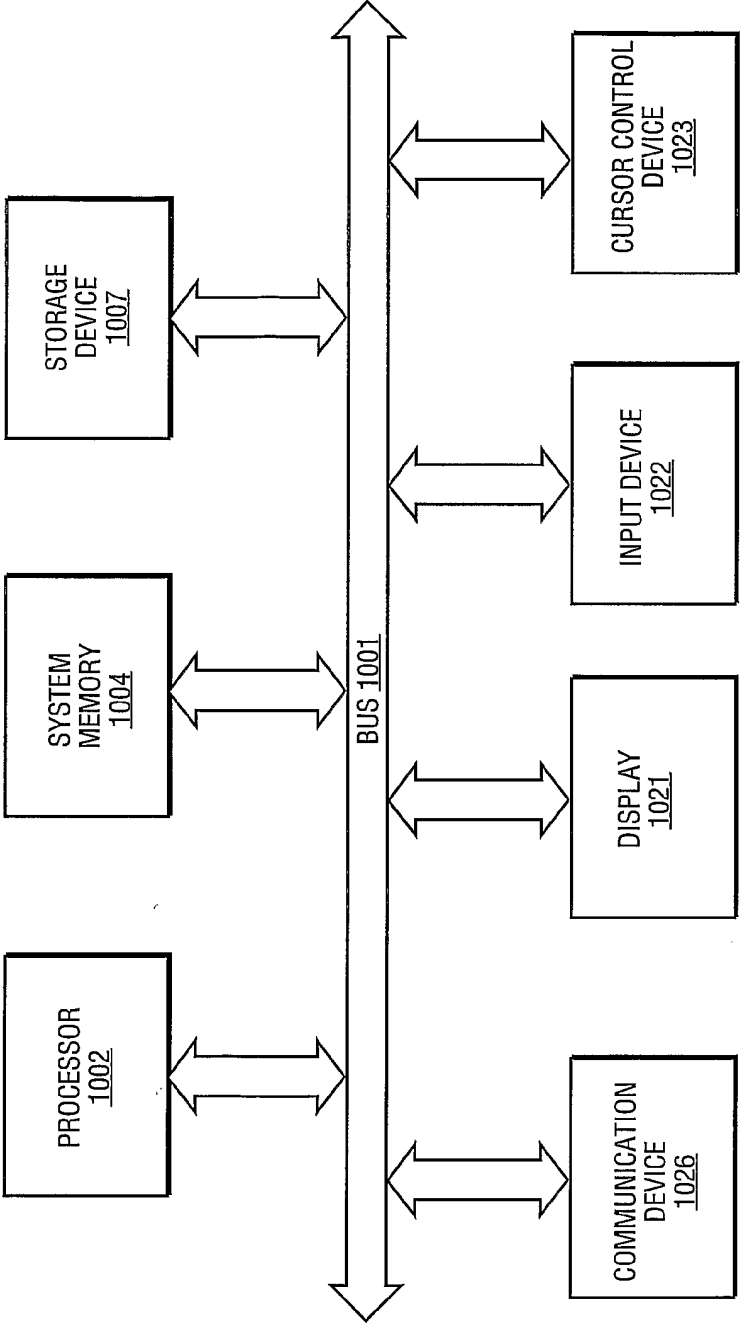 PROCESSOR
1002
SYSTEM
MEMORY
1004
STORAGE
DEVICE
1007
BUS 1001
COMMUNICATION
DEVICE
1026
DISPLAY
1021
INPUT DEVICE
1022
CURSOR CONTROL
DEVICE
1023